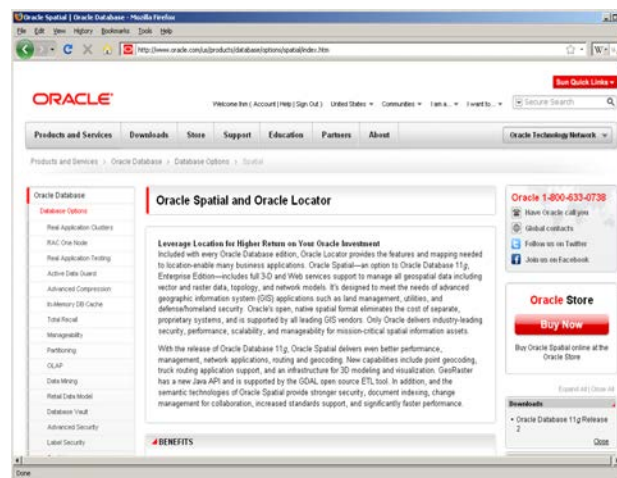 Oracle Spatial | Oracle Database - Mozilla Firefox
File Edit View History Bookmarks Tools Help
http://www.oracle.com/us/products/database/options/spatial/index.htm
Sun Quick Links
ORACLE
Welcome Inn ( Account | Help | Sign Out ) United States Communities I am a... I want to...
Secure Search
Products and Services Downloads Store Support Education Partners About
Oracle Technology Network
Products and Services > Oracle Database > Database Options > Spatial
Oracle Database
Database Options
Real Application Clusters
RAC One Node
Real Application Testing
Active Data Guard
Advanced Compression
In-Memory DB Cache
Total Recall
Manageability
Partitioning
OLAP
Data Mining
Retail Data Model
Database Vault
Advanced Security
Label Security
Oracle Spatial and Oracle Locator
Leverage Location for Higher Return on Your Oracle Investment
Included with every Oracle Database edition, Oracle Locator provides the features and mapping needed
to location-enable many business applications. Oracle Spatial—an option to Oracle Database 11g,
Enterprise Edition—includes full 3-D and Web services support to manage all geospatial data including
vector and raster data, topology, and network models. It's designed to meet the needs of advanced
geographic information system (GIS) applications such as land management, utilities, and
defense/homeland security. Oracle's open, native spatial format eliminates the cost of separate,
proprietary systems, and is supported by all leading GIS vendors. Only Oracle delivers industry-leading
security, performance, scalability, and manageability for mission-critical spatial information assets.
With the release of Oracle Database 11g, Oracle Spatial delivers even better performance,
management, network applications, routing and geocoding. New capabilities include point geocoding,
truck routing application support, and an infrastructure for 3D modeling and visualization. GeoRaster
has a new Java API and is supported by the GDAL open source ETL tool. In addition, and the
semantic technologies of Oracle Spatial provide stronger security, document indexing, change
management for collaboration, increased standards support, and significantly faster performance.
BENEFITS
Oracle 1-800-633-0738
Have Oracle call you
Global contacts
Follow us on Twitter
Join us on Facebook
Oracle Store
Buy Now
Buy Oracle Spatial online at the
Oracle Store
Expand All | Close All
Downloads
• Oracle Database 11g Release
2
Close
Done